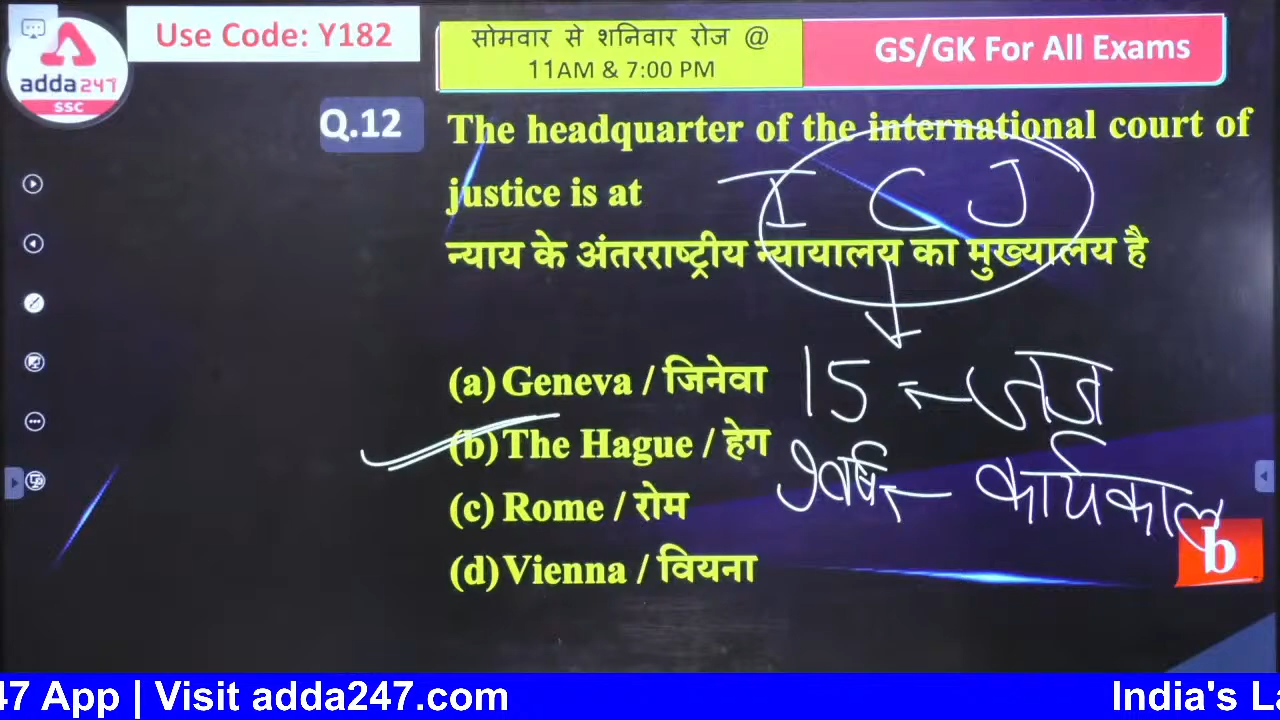 adda247
SSC
Use Code: Y182
सोमवार से शनिवार रोज @
11AM & 7:00 PM
GS/GK For All Exams
Q.12
The headquarter of the international court of
justice is at
I C J
न्याय के अंतरराष्ट्रीय न्यायालय का मुख्यालय है
(a) Geneva / जिनेवा
15 ← जज
(b) The Hague / हेग
9 वर्ष ← कार्यकाल
(c) Rome / रोम
b
(d) Vienna / वियना
47 App | Visit adda247.com
India's La